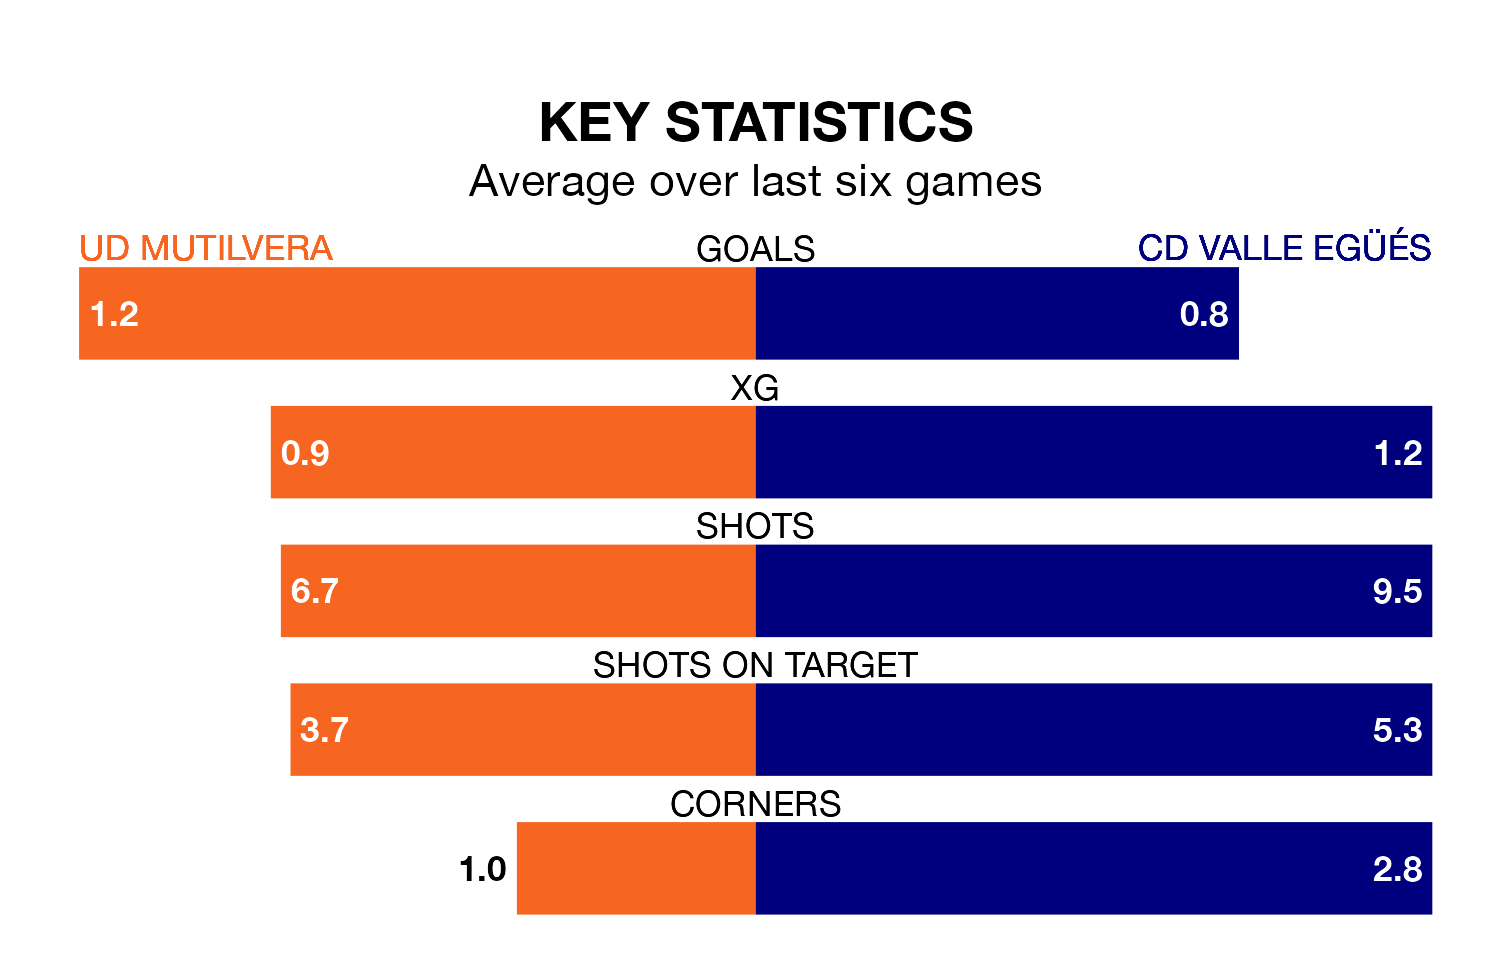 KEY STATISTICS
Average over last six games
UD MUTILVERA GOALS CD VALLE EGÜÉS
1.2 0.8
XG
0.9 1.2
SHOTS
6.7 9.5
SHOTS ON TARGET
3.7 5.3
CORNERS
1.0 2.8